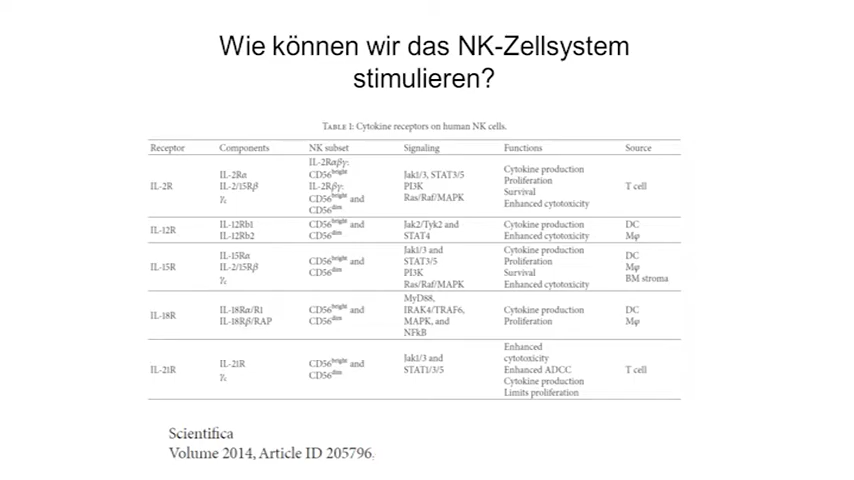 Wie können wir das NK-Zellsystem
stimulieren?
TABLE 1: Cytokine receptors on human NK cells.
Receptor Components NK subset Signaling Functions Source
IL-2R
IL-2Rα
IL-2/15Rβ
γc
IL-2Rαβγ:
CD56bright
IL-2Rβγ:
CD56bright and
CD56dim
Jak1/3, STAT3/5
PI3K
Ras/Raf/MAPK
Cytokine production
Proliferation
Survival
Enhanced cytotoxicity
T cell
IL-12R
IL-12Rb1
IL-12Rb2
CD56bright and
CD56dim
Jak2/Tyk2 and
STAT4
Cytokine production
Enhanced cytotoxicity
DC
Mφ
IL-15R
IL-15Rα
IL-2/15Rβ
γc
CD56bright and
CD56dim
Jak1/3 and
STAT3/5
PI3K
Ras/Raf/MAPK
Cytokine production
Proliferation
Survival
Enhanced cytotoxicity
DC
Mφ
BM stroma
IL-18R
IL-18Rα/R1
IL-18Rβ/RAP
CD56bright and
CD56dim
MyD88,
IRAK4/TRAF6,
MAPK, and
NFkB
Cytokine production
Proliferation
DC
Mφ
IL-21R
IL-21R
γc
CD56bright and
CD56dim
Jak1/3 and
STAT1/3/5
Enhanced
cytotoxicity
Enhanced ADCC
Cytokine production
Limits proliferation
T cell
Scientifica
Volume 2014, Article ID 205796,